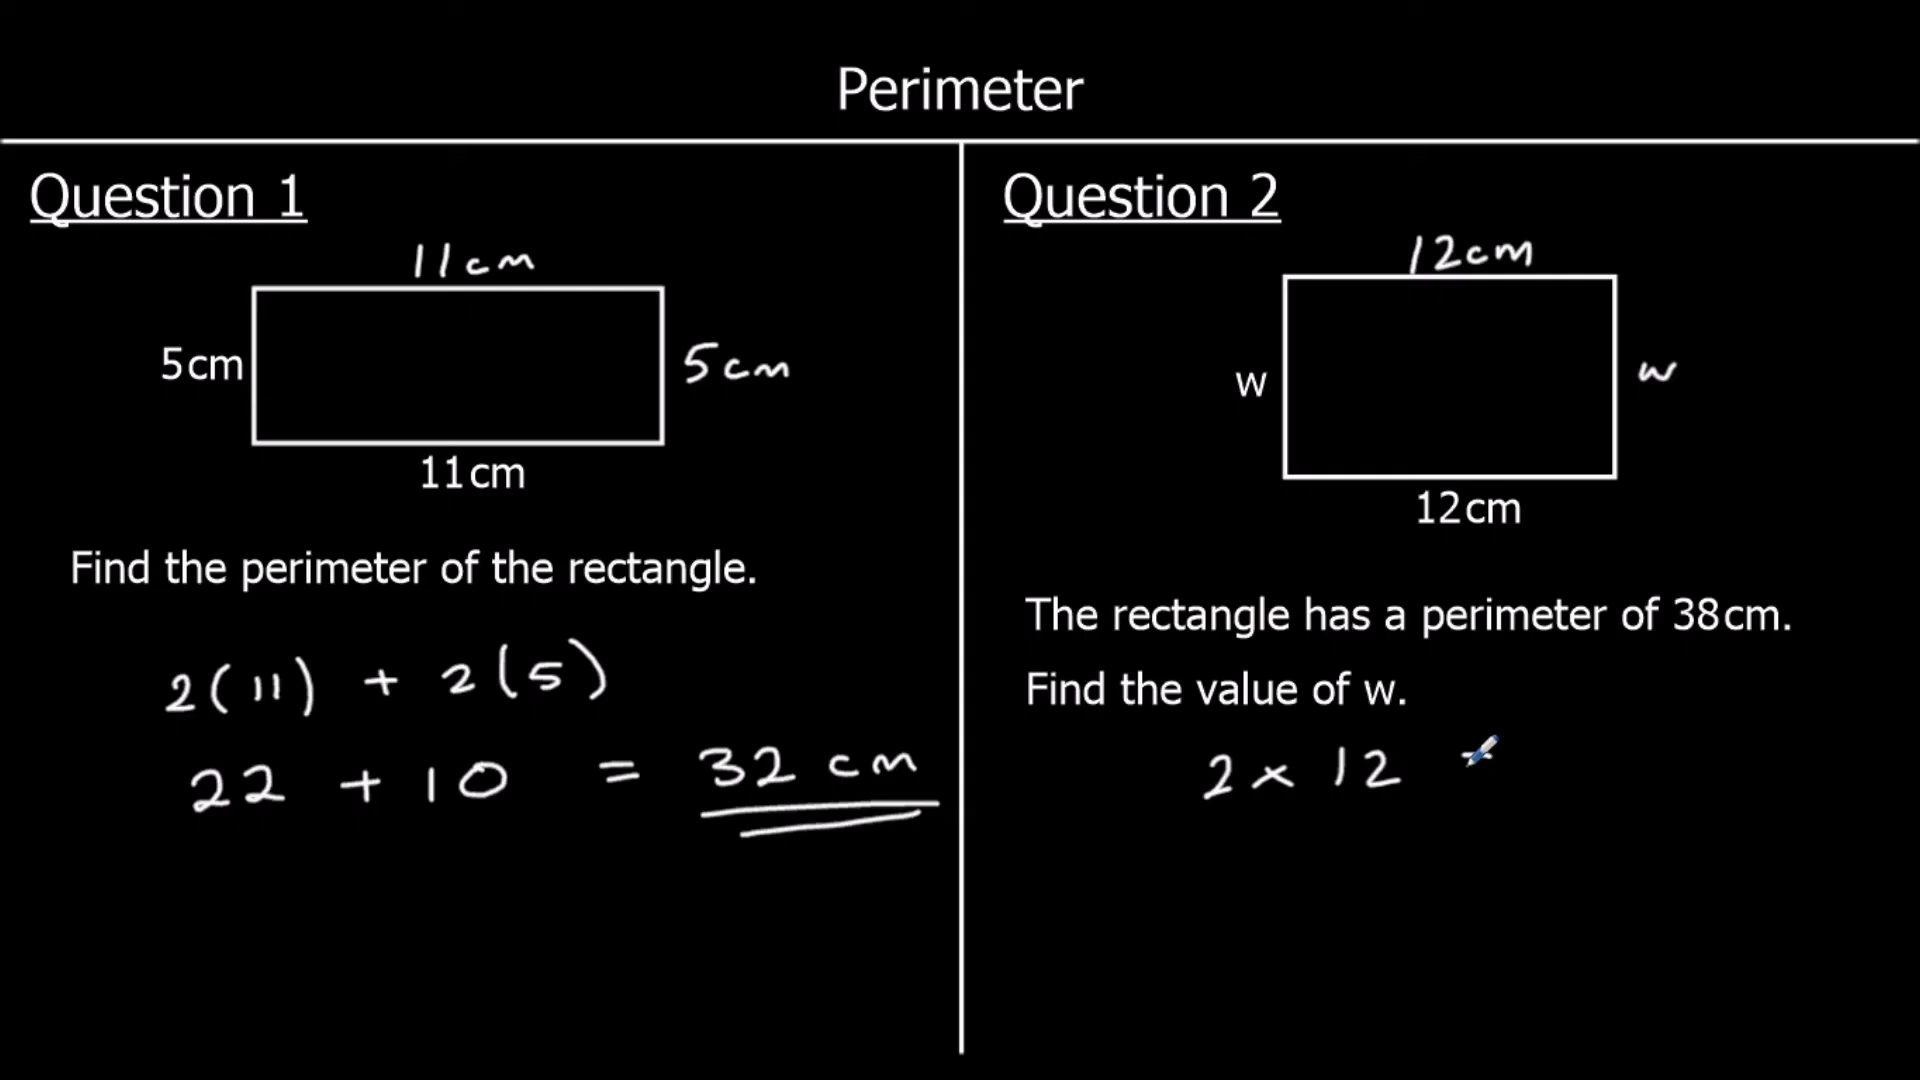 Perimeter
Question 1
11cm
5cm
5cm
11cm
Find the perimeter of the rectangle.
2(11) + 2(5)
22 + 10 = 32 cm
Question 2
12cm
w
w
12cm
The rectangle has a perimeter of 38cm.
Find the value of w.
2 × 12